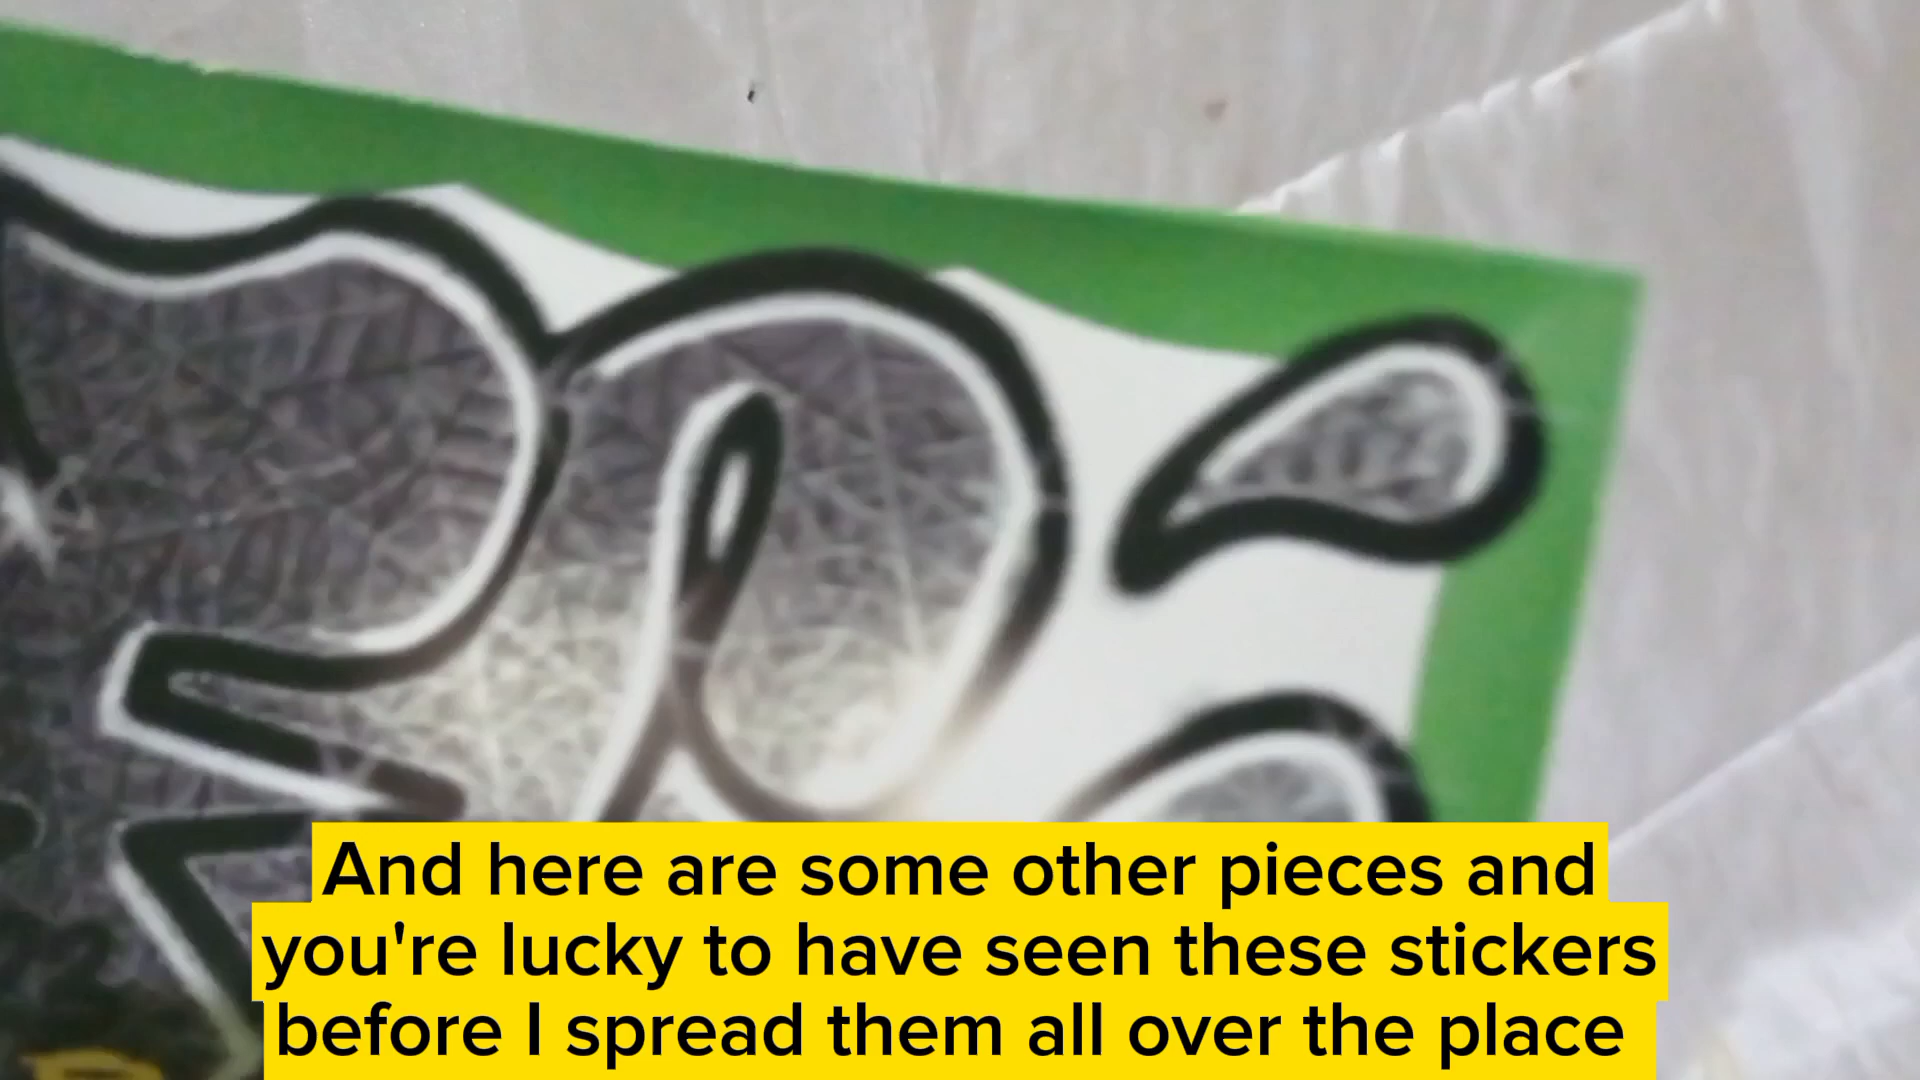 And here are some other pieces and
you're lucky to have seen these stickers
before I spread them all over the place